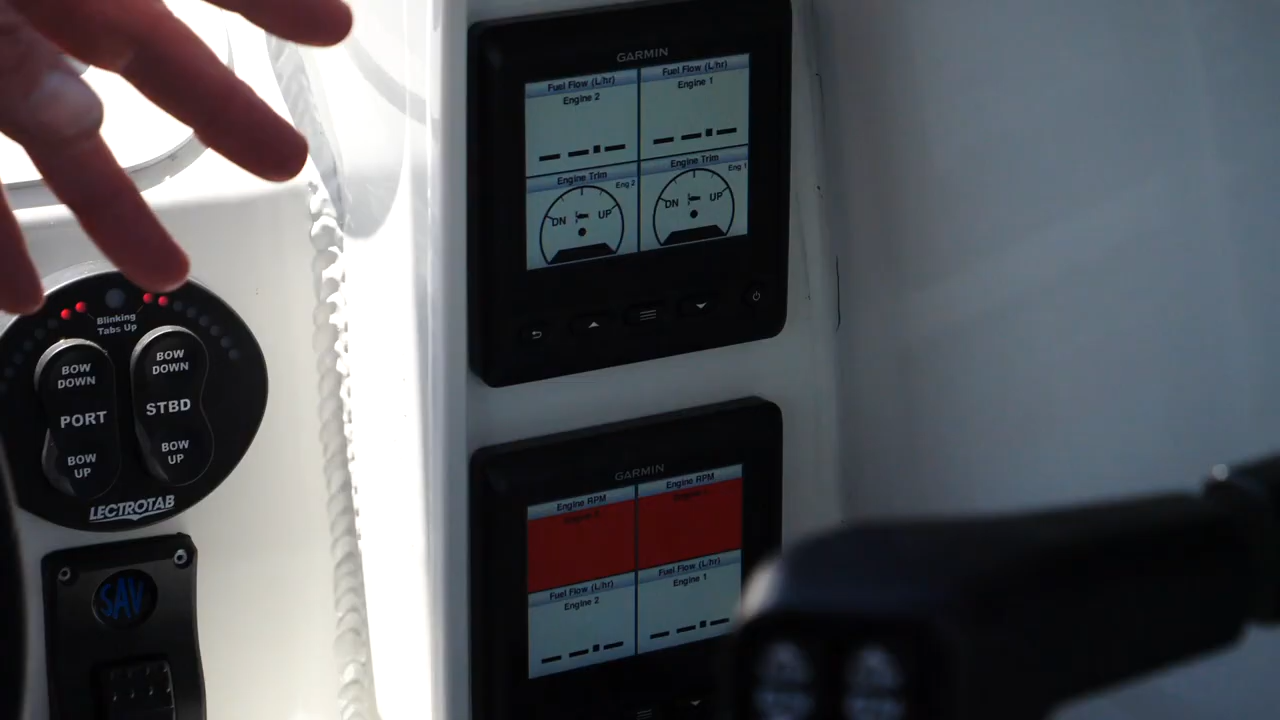 GARMIN
Fuel Flow (L/hr)
Engine 2
Fuel Flow (L/hr)
Engine 1
Engine Trim
Eng 2
DN
UP
Engine Trim
Eng 1
DN
UP
Blinking
Tabs Up
BOW
DOWN
PORT
BOW
UP
BOW
DOWN
STBD
BOW
UP
LECTROTAB
SAV
GARMIN
Engine RPM
Engine RPM
Fuel Flow (L/hr)
Engine 2
Fuel Flow (L/hr)
Engine 1